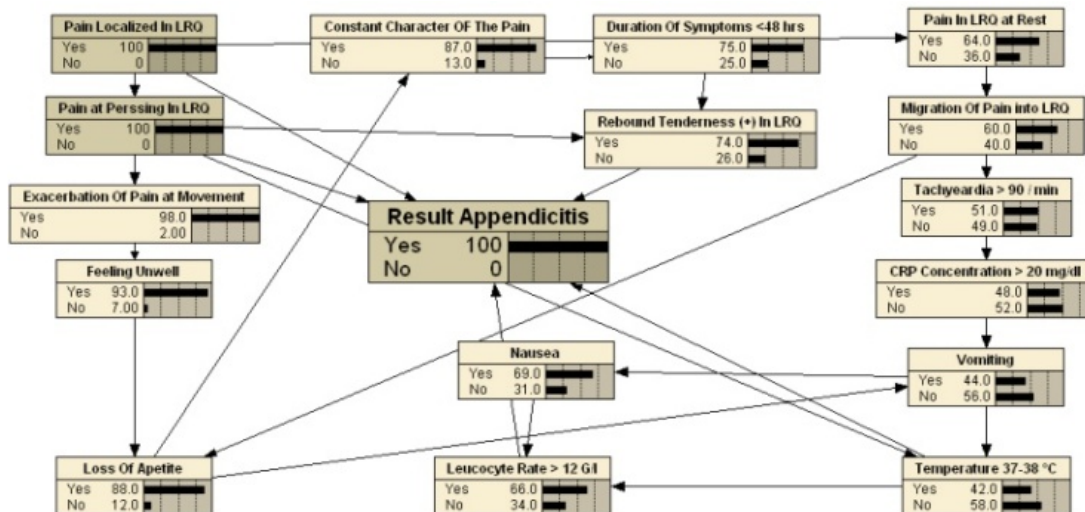 Pain Localized In LRQ
Yes 100
No 0
Constant Character OF The Pain
Yes 87.0
No 13.0
Duration Of Symptoms <48 hrs
Yes 75.0
No 25.0
Pain In LRQ at Rest
Yes 64.0
No 36.0
Pain at Perssing In LRQ
Yes 100
No 0
Rebound Tenderness (+) In LRQ
Yes 74.0
No 26.0
Migration Of Pain into LRQ
Yes 60.0
No 40.0
Exacerbation Of Pain at Movement
Yes 98.0
No 2.00
Result Appendicitis
Yes 100
No 0
Tachyeardia > 90 / min
Yes 51.0
No 49.0
Feeling Unwell
Yes 93.0
No 7.00
CRP Concentration > 20 mg/dl
Yes 48.0
No 52.0
Nausea
Yes 69.0
No 31.0
Vomiting
Yes 44.0
No 56.0
Loss Of Apetite
Yes 88.0
No 12.0
Leucocyte Rate > 12 G/l
Yes 66.0
No 34.0
Temperature 37-38 °C
Yes 42.0
No 58.0